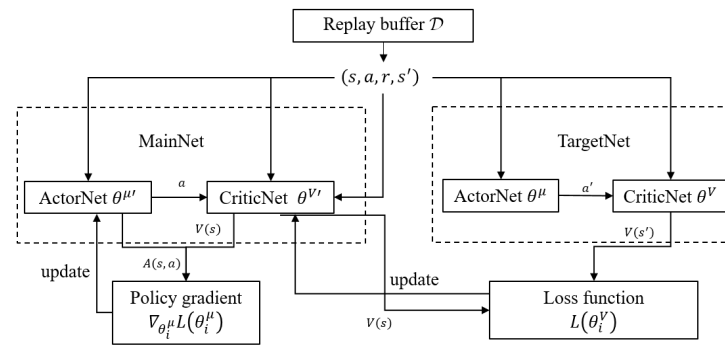 Replay buffer 𝒟
(s, a, r, s′)
MainNet
TargetNet
ActorNet θ^{μ′}
a
CriticNet θ^{V′}
ActorNet θ^{μ}
a′
CriticNet θ^{V}
V(s)
V(s′)
A(s,a)
update
update
Policy gradient
∇_{θ_i^μ} L(θ_i^μ)
V(s)
Loss function
L(θ_i^V)